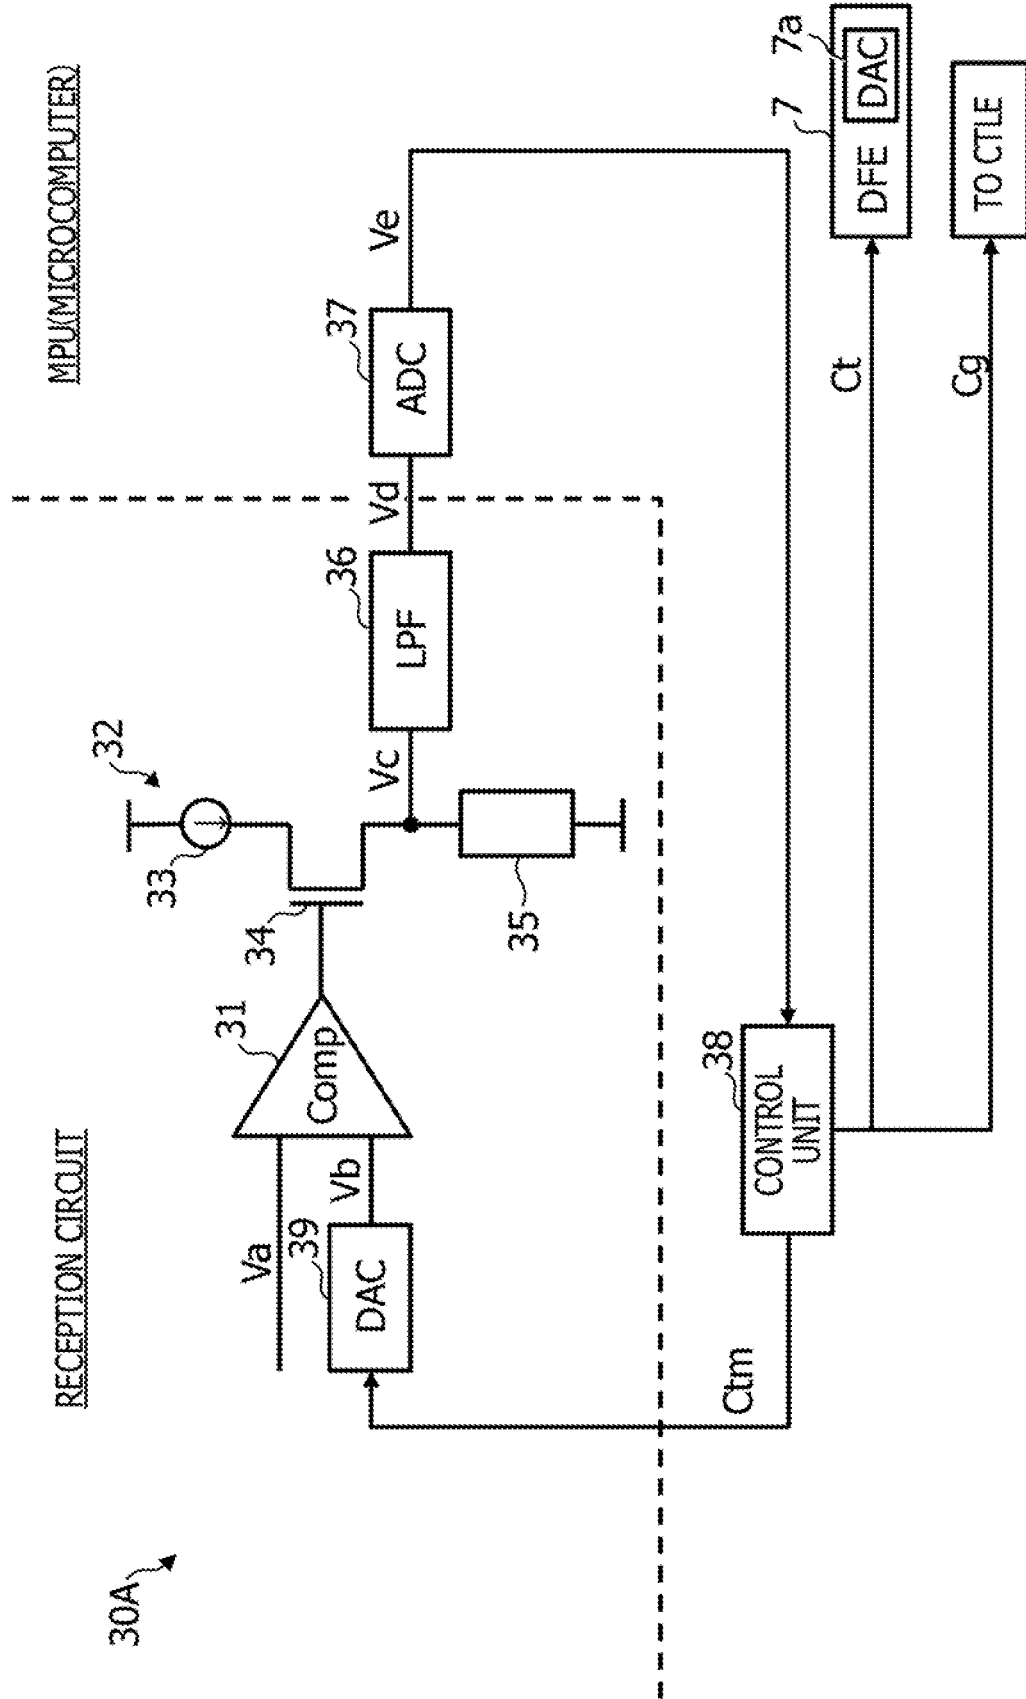 30A
RECEPTION CIRCUIT
MPU(MICROCOMPUTER)
32
33
34
31
Comp
Va
Vb
39
DAC
35
Vc
36
LPF
Vd
37
ADC
Ve
Ctm
38
CONTROL
UNIT
Ct
Cg
7
DFE
7a
DAC
TO CTLE